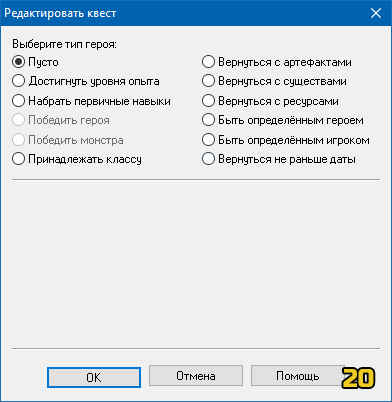 Редактировать квест
Выберите тип героя:
Пусто
Достигнуть уровня опыта
Набрать первичные навыки
Победить героя
Победить монстра
Принадлежать классу
Вернуться с артефактами
Вернуться с существами
Вернуться с ресурсами
Быть определённым героем
Быть определённым игроком
Вернуться не раньше даты
OK
Отмена
Помощь
20